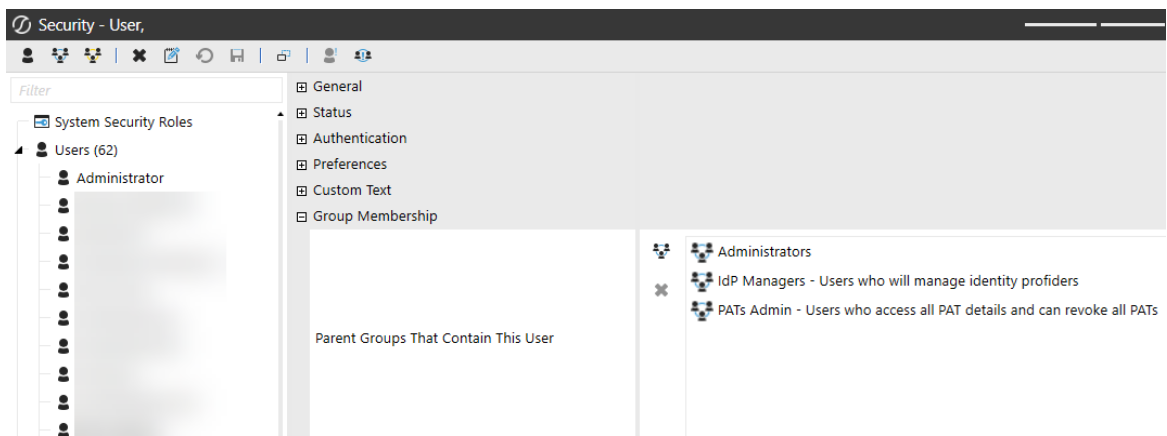 Security - User,
Filter
System Security Roles
Users (62)
Administrator
General
Status
Authentication
Preferences
Custom Text
Group Membership
Parent Groups That Contain This User
Administrators
IdP Managers - Users who will manage identity profiders
PATs Admin - Users who access all PAT details and can revoke all PATs